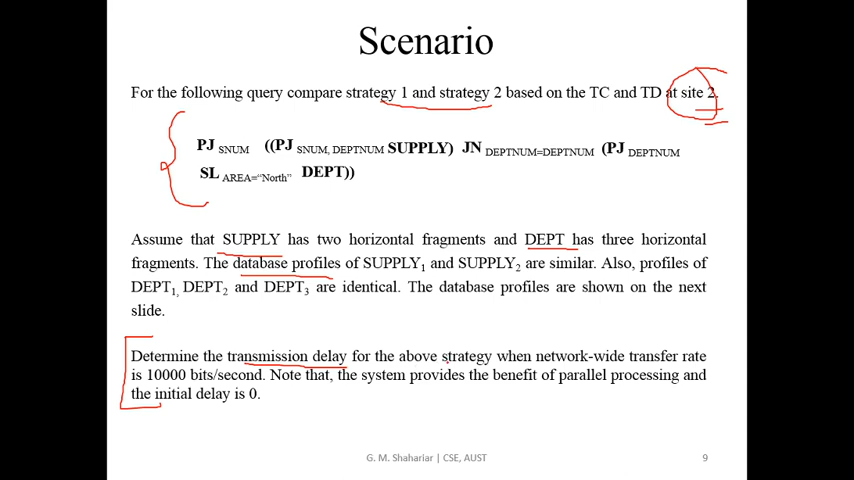 Scenario
For the following query compare strategy 1 and strategy 2 based on the TC and TD at site 2.
PJ SNUM ((PJ SNUM, DEPTNUM SUPPLY) JN DEPTNUM=DEPTNUM (PJ DEPTNUM
SL AREA=“North” DEPT))
Assume that SUPPLY has two horizontal fragments and DEPT has three horizontal
fragments. The database profiles of SUPPLY1 and SUPPLY2 are similar. Also, profiles of
DEPT1, DEPT2 and DEPT3 are identical. The database profiles are shown on the next
slide.
Determine the transmission delay for the above strategy when network-wide transfer rate
is 10000 bits/second. Note that, the system provides the benefit of parallel processing and
the initial delay is 0.
G. M. Shahariar | CSE, AUST
9